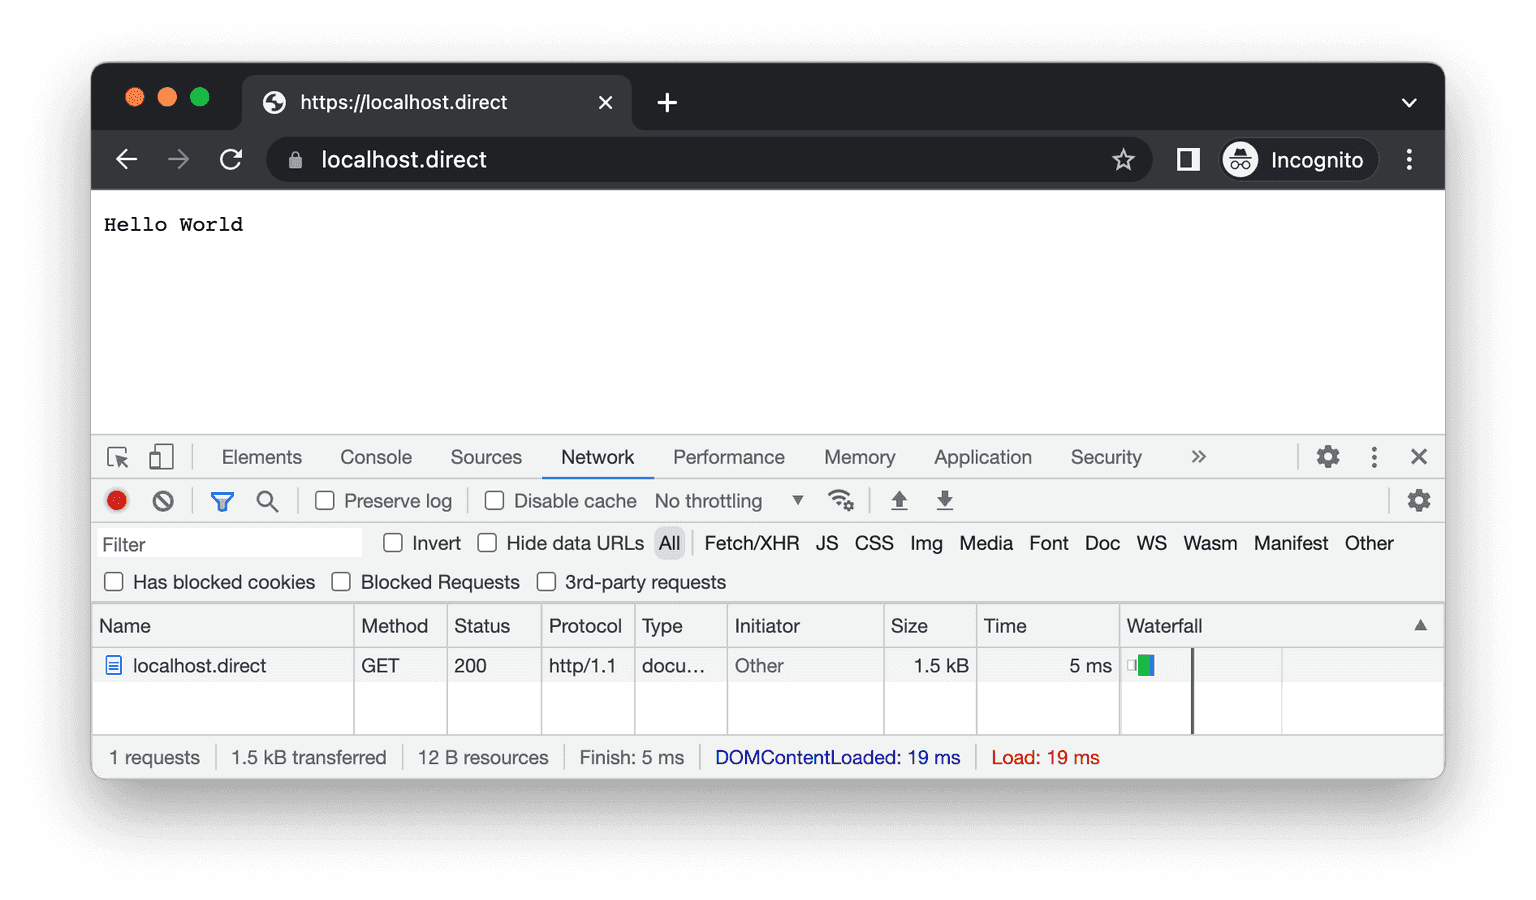 https://localhost.direct
localhost.direct Incognito
Hello World
Elements Console Sources Network Performance Memory Application Security
Preserve log Disable cache No throttling
Filter Invert Hide data URLs All Fetch/XHR JS CSS Img Media Font Doc WS Wasm Manifest Other
Has blocked cookies Blocked Requests 3rd-party requests
Name Method Status Protocol Type Initiator Size Time Waterfall
localhost.direct GET 200 http/1.1 docu... Other 1.5 kB 5 ms
1 requests 1.5 kB transferred 12 B resources Finish: 5 ms DOMContentLoaded: 19 ms Load: 19 ms